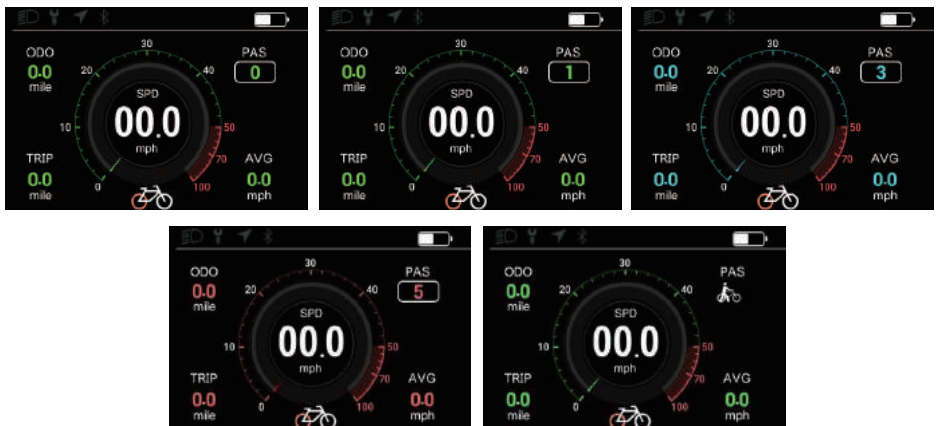 30
ODO PAS
0.0 20 40 0
mile
SPD
00.0
10 50
mph
TRIP 70 AVG
0.0 0 100 0.0
mile mph
30
ODO PAS
0.0 20 40 1
mile
SPD
00.0
10 50
mph
TRIP 70 AVG
0.0 0 100 0.0
mile mph
30
ODO PAS
0.0 20 40 3
mile
SPD
00.0
10 50
mph
TRIP 70 AVG
0.0 0 100 0.0
mile mph
30
ODO PAS
0.0 20 40 5
mile
SPD
00.0
10 50
mph
TRIP 70 AVG
0.0 0 100 0.0
mile mph
30
ODO PAS
0.0 20 40
mile
SPD
00.0
10 50
mph
TRIP 70 AVG
0.0 0 100 0.0
mile mph